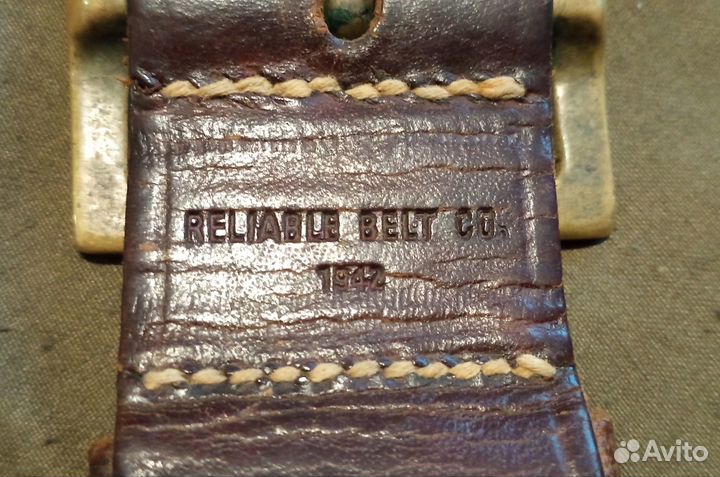 RELIABLE BELT CO.
1942
Avito